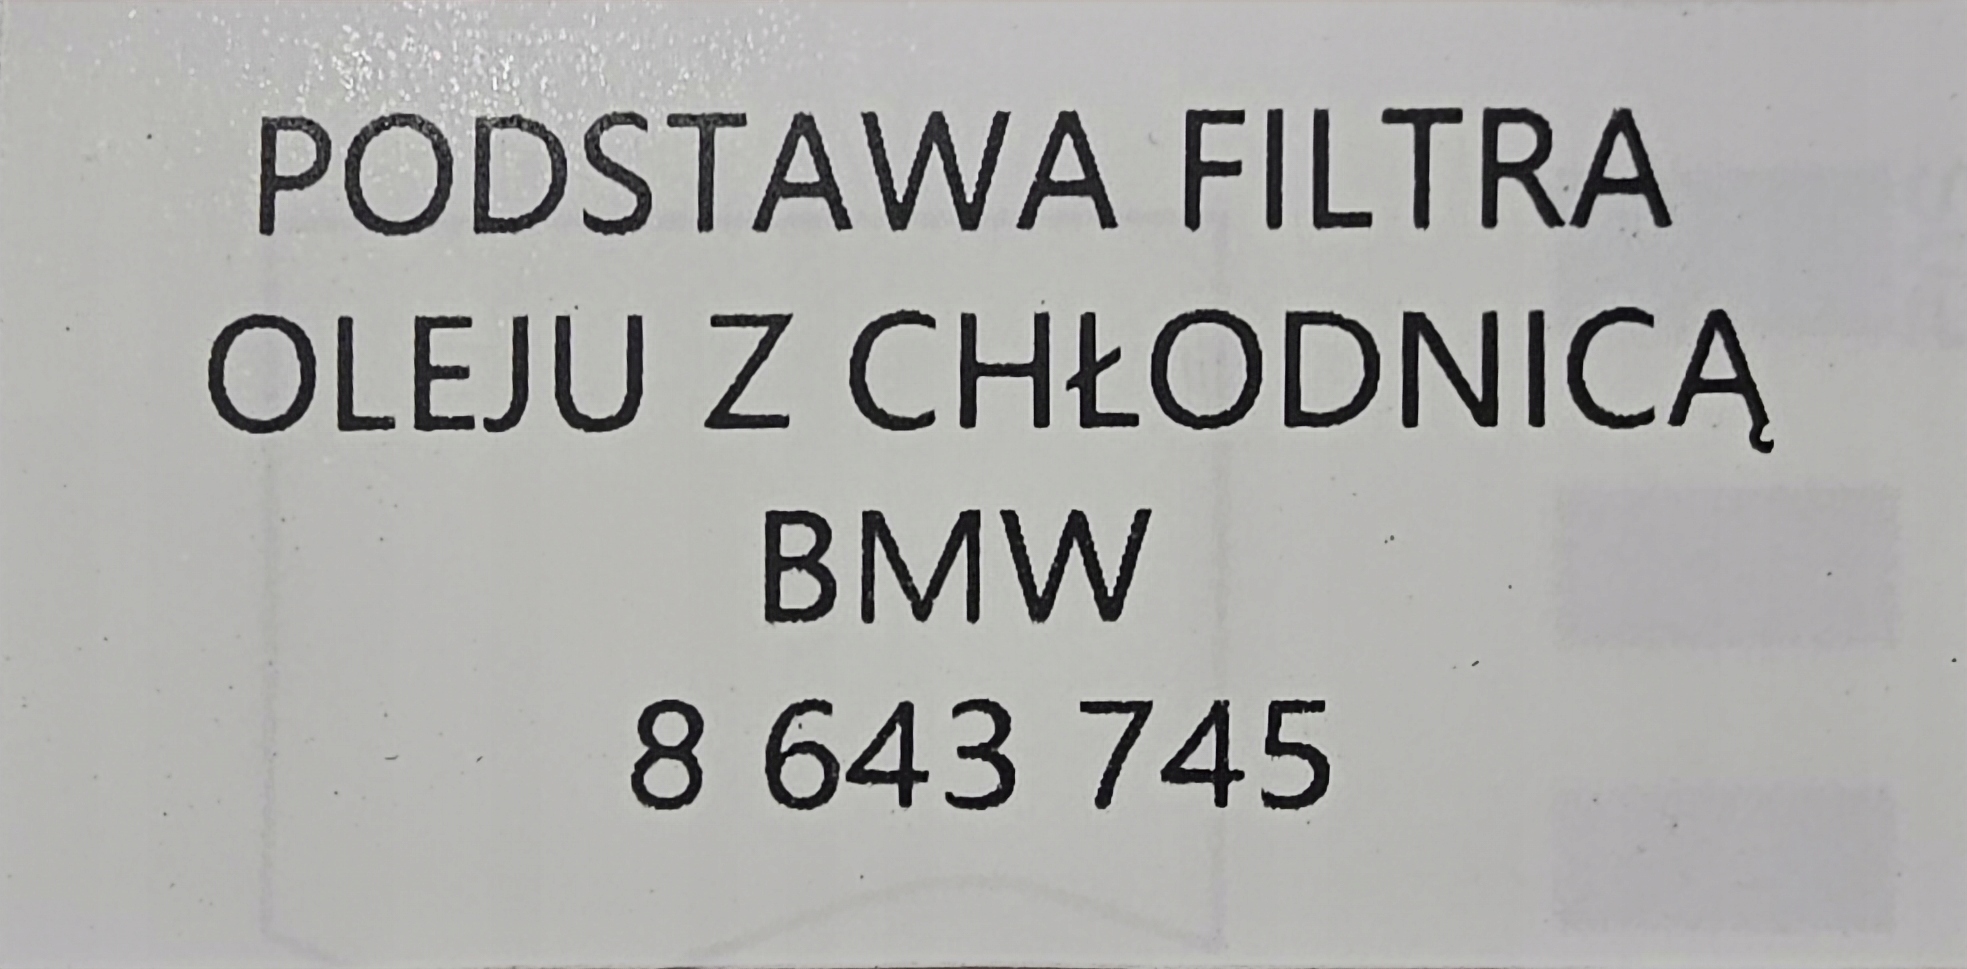 PODSTAWA FILTRA
OLEJU Z CHŁODNICĄ
BMW
8 643 745